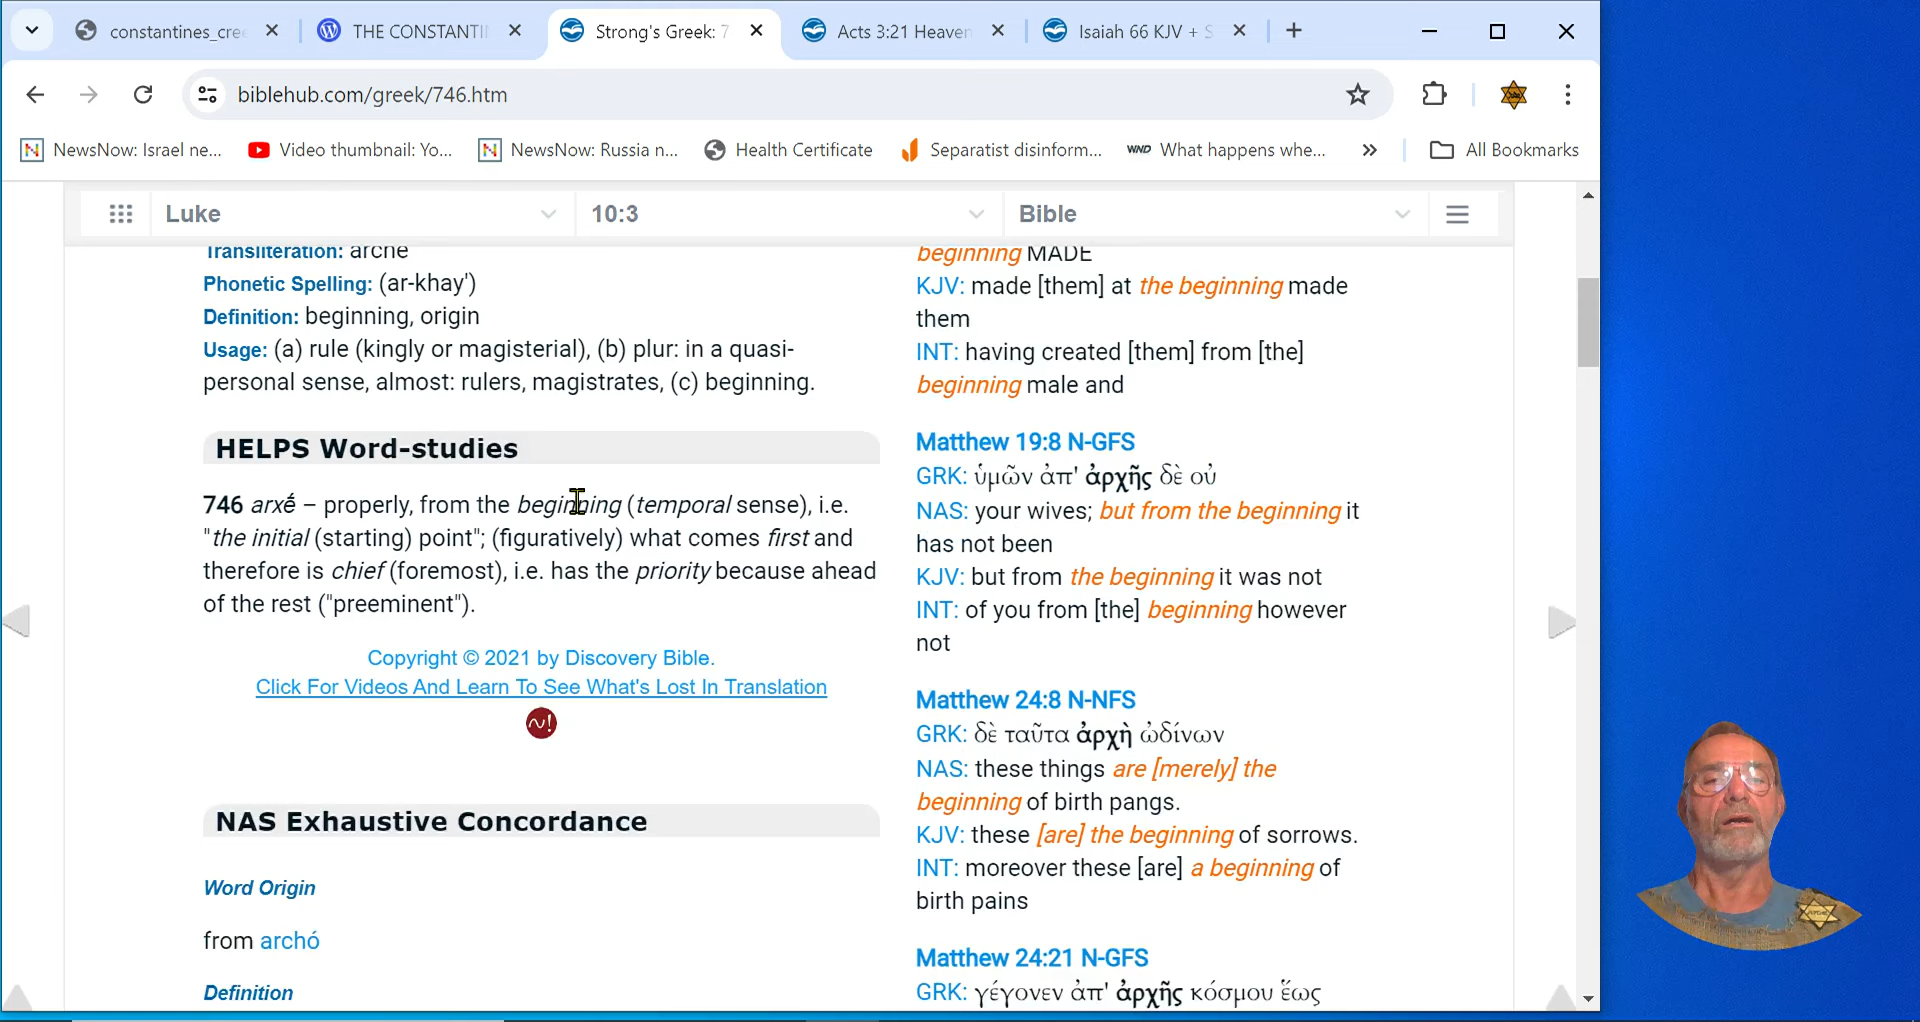 constantines_cre
THE CONSTANTI
Strong's Greek: 7
Acts 3:21 Heaven
Isaiah 66 KJV + S
biblehub.com/greek/746.htm
NewsNow: Israel ne...
Video thumbnail: Yo...
NewsNow: Russia n...
Health Certificate
Separatist disinform...
WND What happens whe...
All Bookmarks
Luke
10:3
Bible
Transliteration: arche
Phonetic Spelling: (ar-khay')
Definition: beginning, origin
Usage: (a) rule (kingly or magisterial), (b) plur: in a quasi-
personal sense, almost: rulers, magistrates, (c) beginning.
HELPS Word-studies
746 arxḗ – properly, from the beginning (temporal sense), i.e.
"the initial (starting) point"; (figuratively) what comes first and
therefore is chief (foremost), i.e. has the priority because ahead
of the rest ("preeminent").
Copyright © 2021 by Discovery Bible.
Click For Videos And Learn To See What's Lost In Translation
NAS Exhaustive Concordance
Word Origin
from archó
Definition
beginning MADE
KJV: made [them] at the beginning made
them
INT: having created [them] from [the]
beginning male and
Matthew 19:8 N-GFS
GRK: ὑμῶν ἀπ' ἀρχῆς δὲ οὐ
NAS: your wives; but from the beginning it
has not been
KJV: but from the beginning it was not
INT: of you from [the] beginning however
not
Matthew 24:8 N-NFS
GRK: δὲ ταῦτα ἀρχὴ ὠδίνων
NAS: these things are [merely] the
beginning of birth pangs.
KJV: these [are] the beginning of sorrows.
INT: moreover these [are] a beginning of
birth pains
Matthew 24:21 N-GFS
GRK: γέγονεν ἀπ' ἀρχῆς κόσμου ἕως